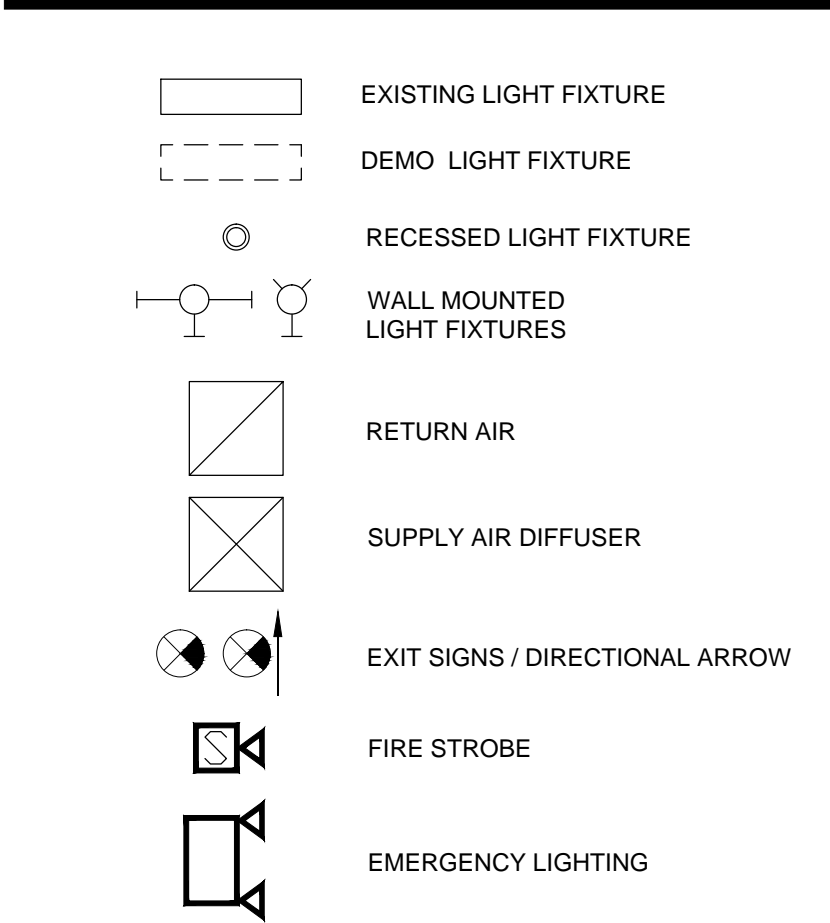 EXISTING LIGHT FIXTURE
DEMO LIGHT FIXTURE
RECESSED LIGHT FIXTURE
WALL MOUNTED
LIGHT FIXTURES
RETURN AIR
SUPPLY AIR DIFFUSER
EXIT SIGNS / DIRECTIONAL ARROW
S FIRE STROBE
EMERGENCY LIGHTING